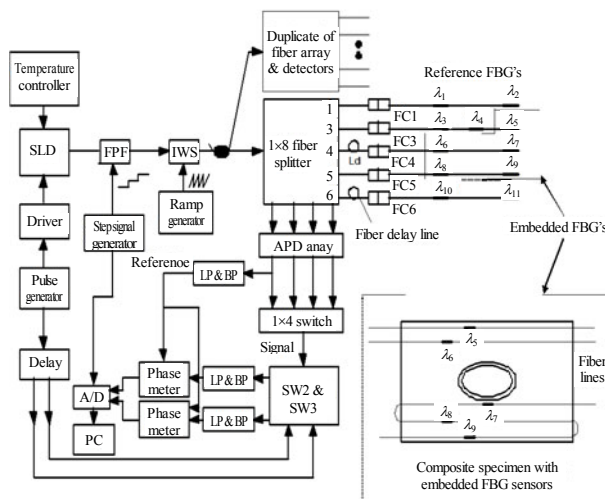 Duplicate of
fiber array
& detectors
Temperature
controller
Reference FBG's
SLD
FPF
IWS
1×8 fiber
splitter
1
3
4
5
6
Ld
FC1
FC3
FC4
FC5
FC6
λ1
λ2
λ3
λ4
λ5
λ6
λ7
λ8
λ9
λ10
λ11
Driver
Step signal
generator
Ramp
generator
Fiber delay line
Embedded FBG's
Pulse
generator
APD anay
Referenoe
LP & BP
1×4 switch
Signal
Delay
A/D
PC
Phase
meter
LP & BP
Phase
meter
LP & BP
SW2 &
SW3
λ5
λ6
Fiber
lines
λ7
λ8
λ9
Composite specimen with
embedded FBG sensors